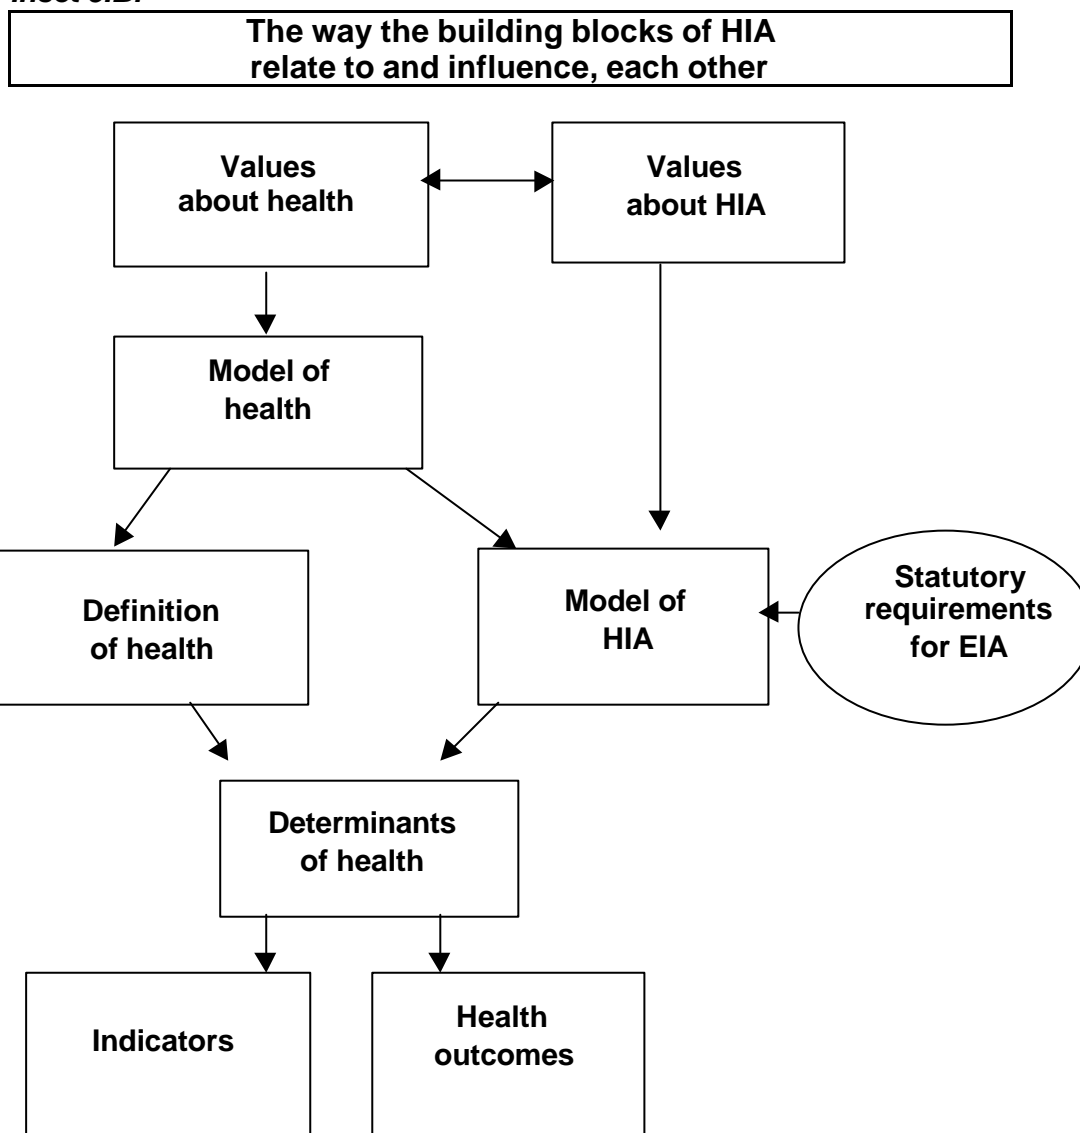 The way the building blocks of HIA
relate to and influence, each other
Values
about health
Values
about HIA
Model of
health
Definition
of health
Model of
HIA
Statutory
requirements
for EIA
Determinants
of health
Indicators
Health
outcomes